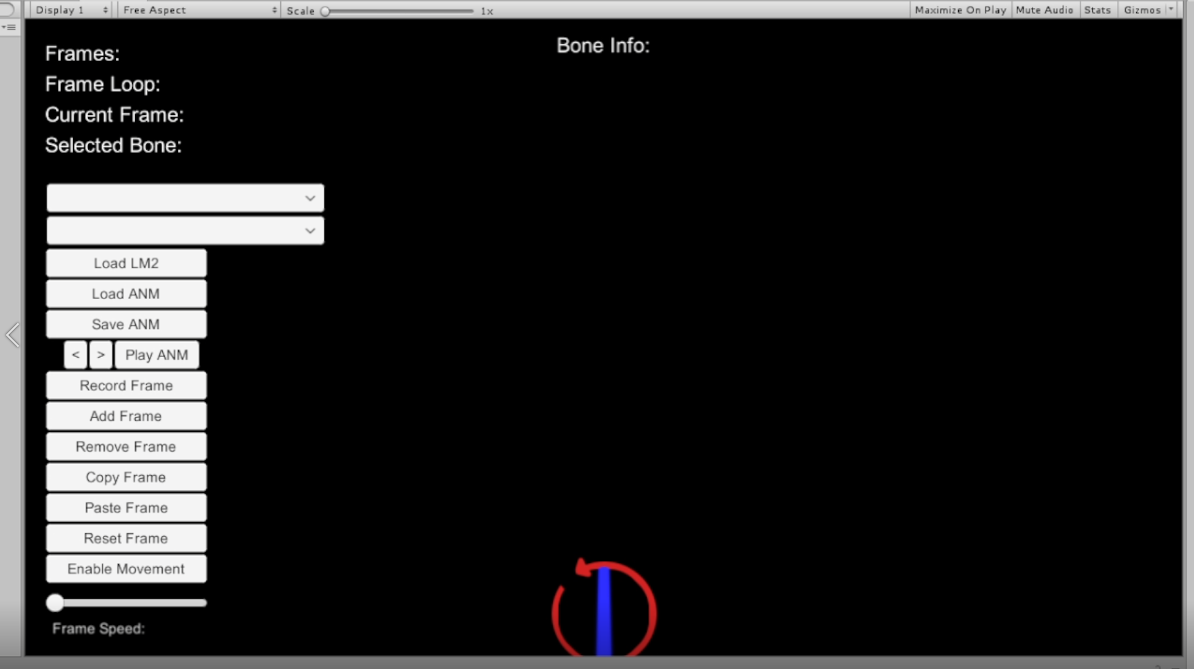 Display 1 Free Aspect Scale 1x Maximize On Play Mute Audio Stats Gizmos
Frames:
Bone Info:
Frame Loop:
Current Frame:
Selected Bone:
Load LM2
Load ANM
Save ANM
< > Play ANM
Record Frame
Add Frame
Remove Frame
Copy Frame
Paste Frame
Reset Frame
Enable Movement
Frame Speed: